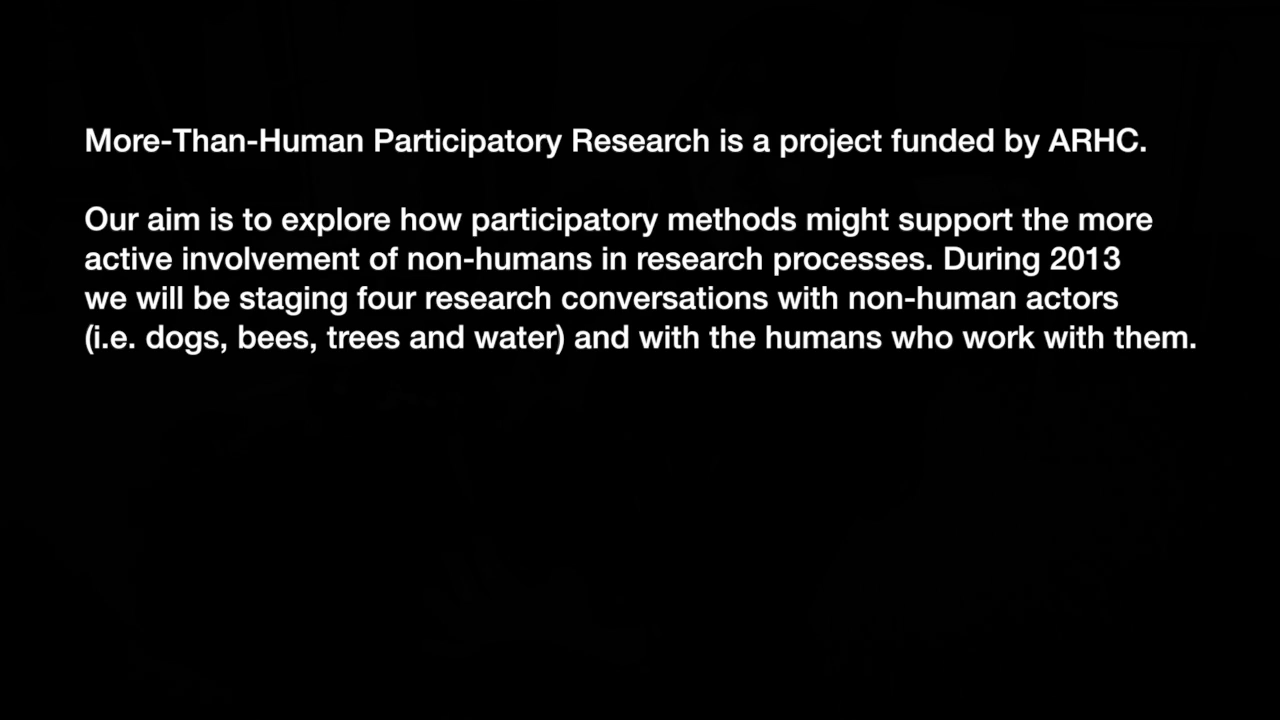 More-Than-Human Participatory Research is a project funded by ARHC.
Our aim is to explore how participatory methods might support the more
active involvement of non-humans in research processes. During 2013
we will be staging four research conversations with non-human actors
(i.e. dogs, bees, trees and water) and with the humans who work with them.